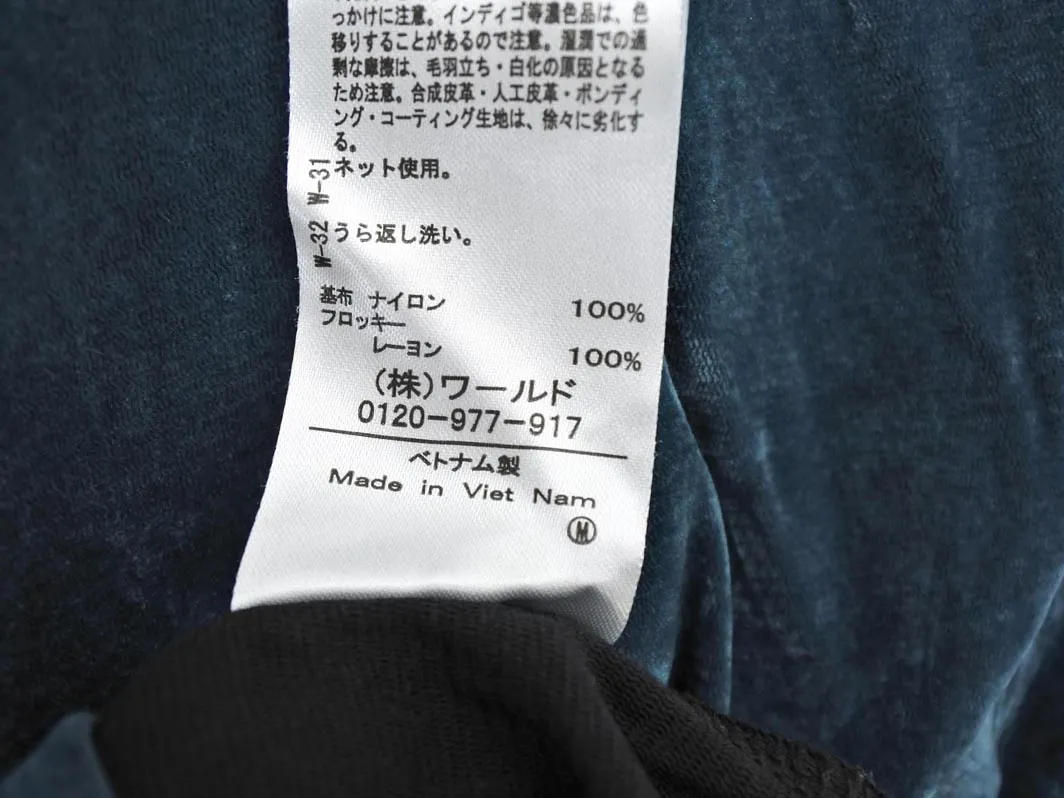 っかけに注意。インディゴ等濃色品は、色
移りすることがあるので注意。湿潤での過
剰な摩擦は、毛羽立ち・白化の原因となる
ため注意。合成皮革・人工皮革・ボンディ
ング・コーティング生地は、徐々に劣化す
る。
W-31 ネット使用。
W-32 うら返し洗い。
基布 ナイロン 100%
フロッキー
レーヨン 100%
(株)ワールド
0120-977-917
ベトナム製
Made in Viet Nam
Ⓜ